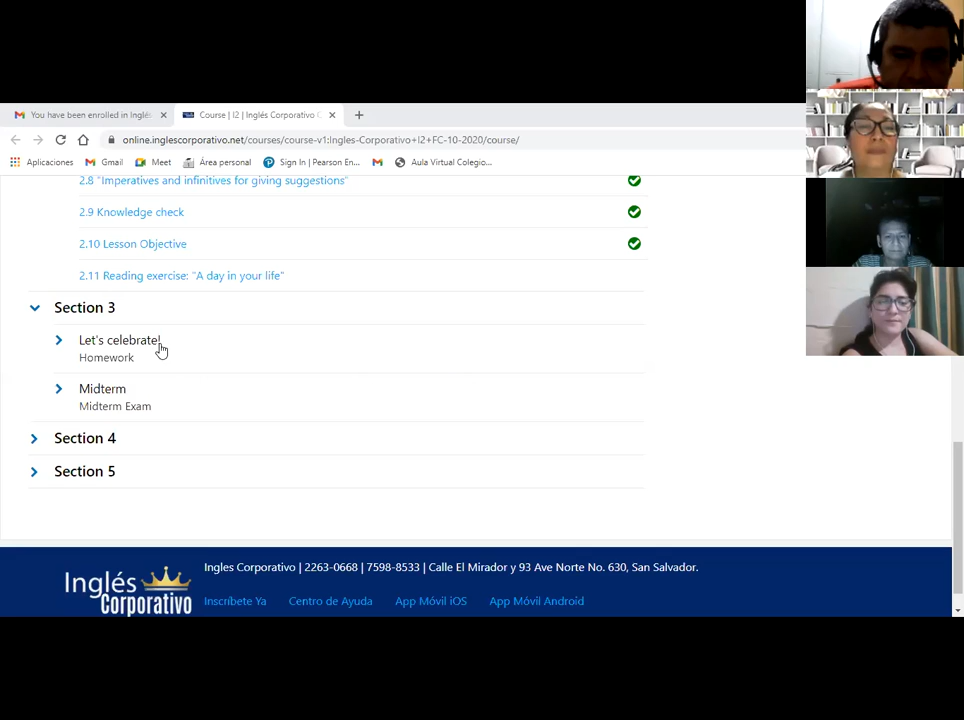 You have been enrolled in Inglés
Course | I2 | Inglés Corporativo C
online.inglescorporativo.net/courses/course-v1:Ingles-Corporativo+I2+FC-10-2020/course/
Aplicaciones
Gmail
Meet
Área personal
Sign In | Pearson En...
Aula Virtual Colegio...
2.8 "Imperatives and infinitives for giving suggestions"
2.9 Knowledge check
2.10 Lesson Objective
2.11 Reading exercise: "A day in your life"
Section 3
Let's celebrate!
Homework
Midterm
Midterm Exam
Section 4
Section 5
Inglés
Corporativo
Ingles Corporativo | 2263-0668 | 7598-8533 | Calle El Mirador y 93 Ave Norte No. 630, San Salvador.
Inscríbete Ya
Centro de Ayuda
App Móvil iOS
App Móvil Android